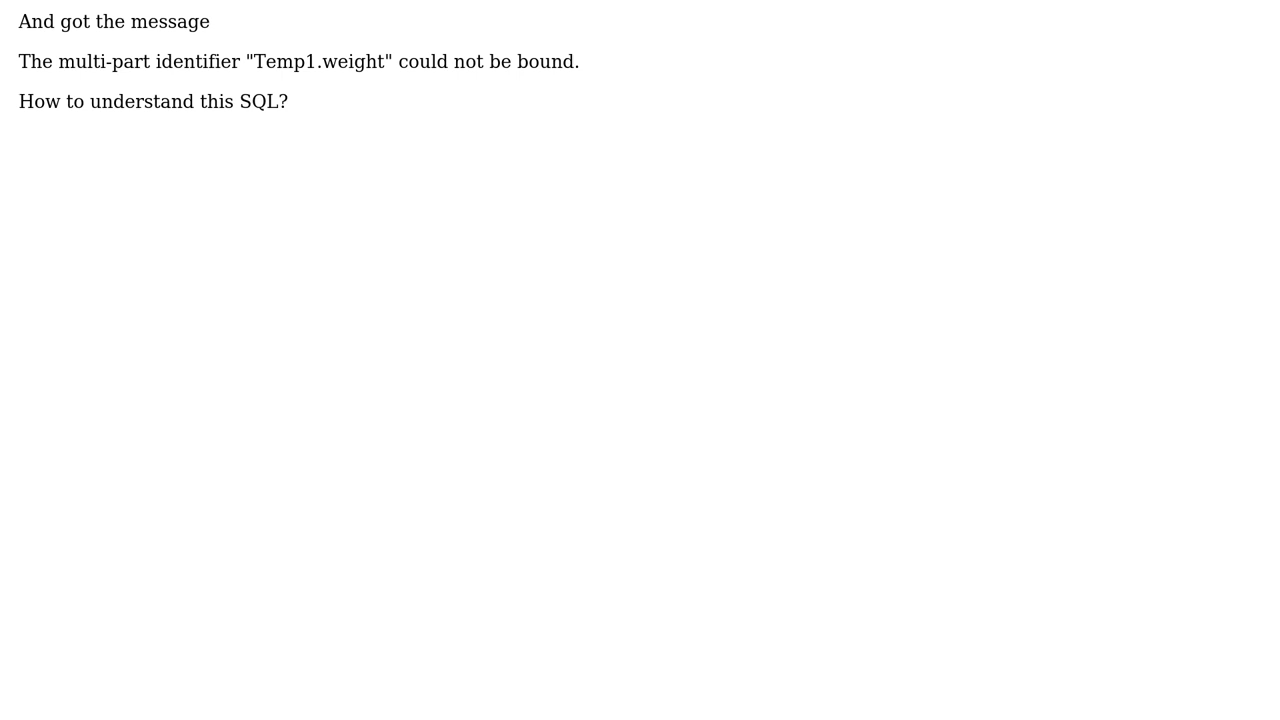 And got the message
The multi-part identifier "Temp1.weight" could not be bound.
How to understand this SQL?